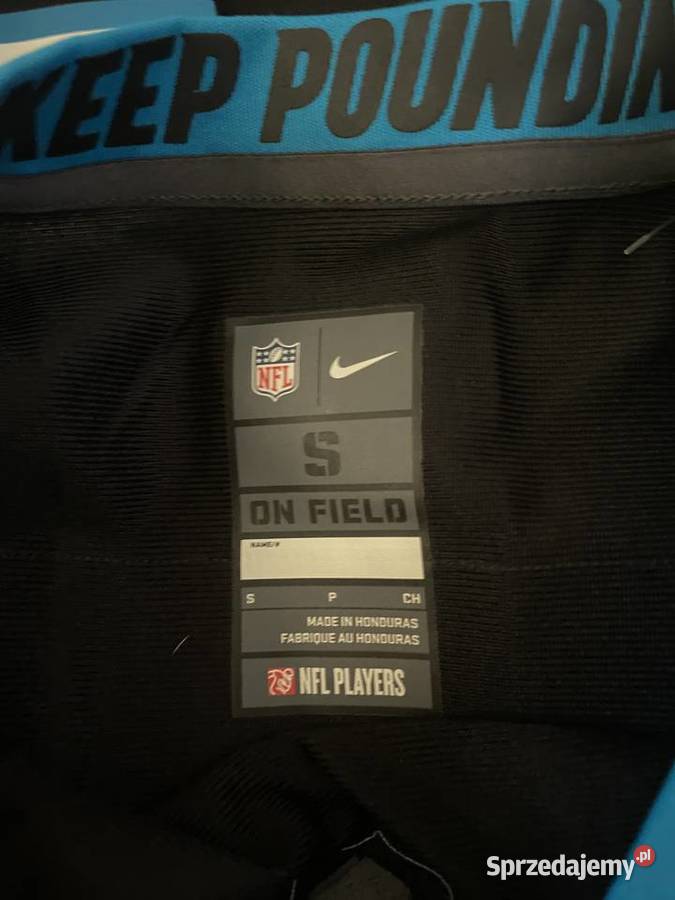 KEEP POUNDIN
NFL
S
ON FIELD
NAME/#
S P CH
MADE IN HONDURAS
FABRIQUE AU HONDURAS
NFL PLAYERS
Sprzedajemy.pl